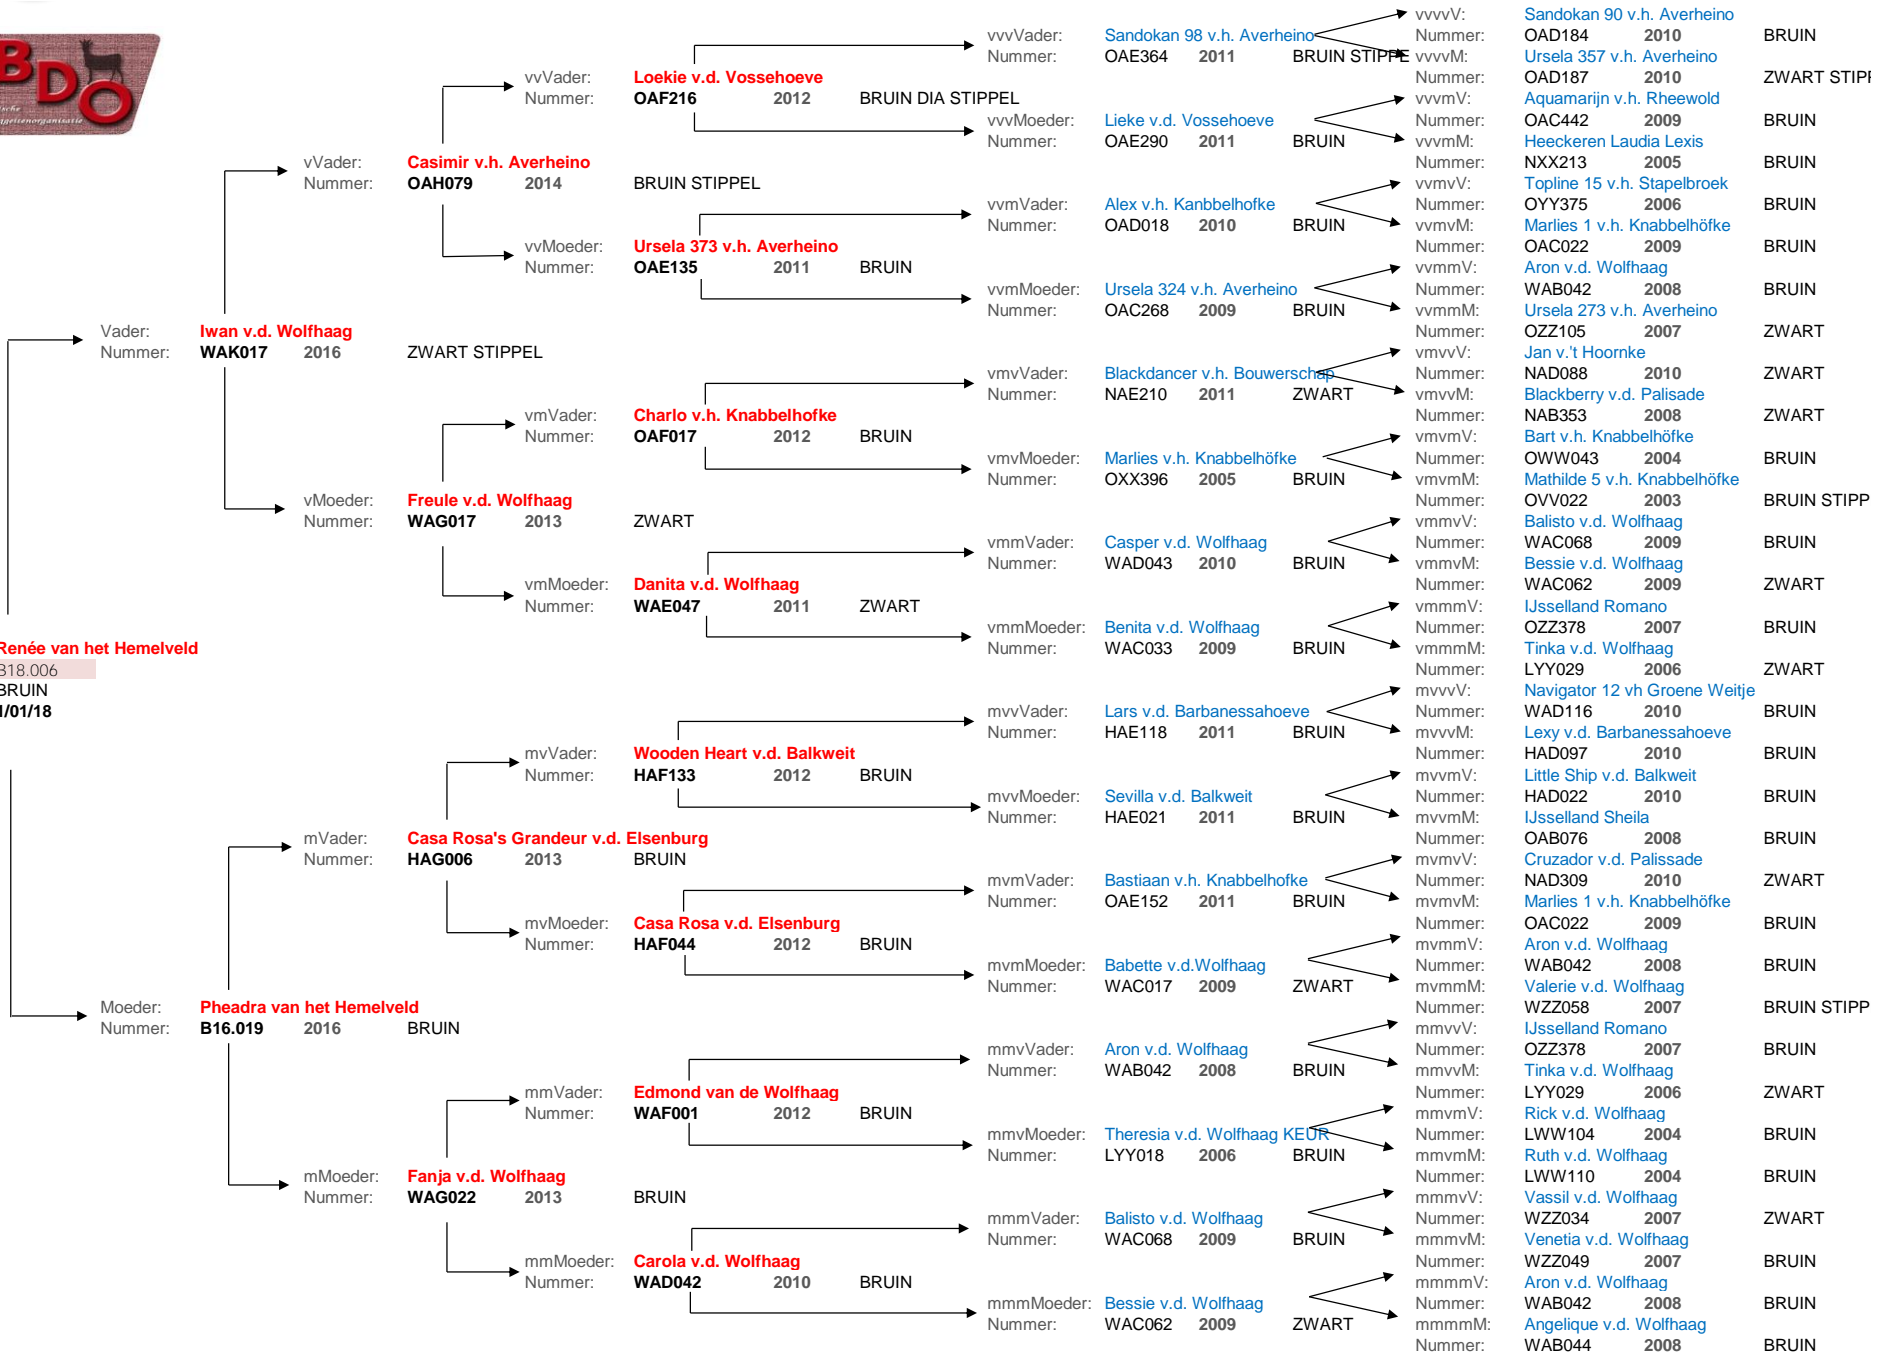 BDO
vvvvV: Sandokan 90 v.h. Averheino
vvvVader: Sandokan 98 v.h. Averheino Nummer: OAD184 2010 BRUIN
Nummer: OAE364 2011 BRUIN STIPPE vvvvM: Ursela 357 v.h. Averheino
vvVader: Loekie v.d. Vossehoeve Nummer: OAD187 2010 ZWART STIP
Nummer: OAF216 2012 BRUIN DIA STIPPEL vvvmV: Aquamarijn v.h. Rheewold
vvvMoeder: Lieke v.d. Vossehoeve Nummer: OAC442 2009 BRUIN
Nummer: OAE290 2011 BRUIN vvvmM: Heeckeren Laudia Lexis
vVader: Casimir v.h. Averheino Nummer: NXX213 2005 BRUIN
Nummer: OAH079 2014 BRUIN STIPPEL vvmvV: Topline 15 v.h. Stapelbroek
vvmVader: Alex v.h. Kanbbelhofke Nummer: OYY375 2006 BRUIN
Nummer: OAD018 2010 BRUIN vvmvM: Marlies 1 v.h. Knabbelhöfke
vvMoeder: Ursela 373 v.h. Averheino Nummer: OAC022 2009 BRUIN
Nummer: OAE135 2011 BRUIN vvmmV: Aron v.d. Wolfhaag
vvmMoeder: Ursela 324 v.h. Averheino Nummer: WAB042 2008 BRUIN
Nummer: OAC268 2009 BRUIN vvmmM: Ursela 273 v.h. Averheino
Vader: Iwan v.d. Wolfhaag Nummer: OZZ105 2007 ZWART
Nummer: WAK017 2016 ZWART STIPPEL vmvvV: Jan v.'t Hoornke
vmvVader: Blackdancer v.h. Bouwerschap Nummer: NAD088 2010 ZWART
Nummer: NAE210 2011 ZWART vmvvM: Blackberry v.d. Palisade
vmVader: Charlo v.h. Knabbelhofke Nummer: NAB353 2008 ZWART
Nummer: OAF017 2012 BRUIN vmvmV: Bart v.h. Knabbelhöfke
vmvMoeder: Marlies v.h. Knabbelhöfke Nummer: OWW043 2004 BRUIN
Nummer: OXX396 2005 BRUIN vmvmM: Mathilde 5 v.h. Knabbelhöfke
vMoeder: Freule v.d. Wolfhaag Nummer: OVV022 2003 BRUIN STIPP
Nummer: WAG017 2013 ZWART vmmvV: Balisto v.d. Wolfhaag
vmmVader: Casper v.d. Wolfhaag Nummer: WAC068 2009 BRUIN
Nummer: WAD043 2010 BRUIN vmmvM: Bessie v.d. Wolfhaag
vmMoeder: Danita v.d. Wolfhaag Nummer: WAC062 2009 ZWART
Nummer: WAE047 2011 ZWART vmmmV: IJsselland Romano
vmmMoeder: Benita v.d. Wolfhaag Nummer: OZZ378 2007 BRUIN
Renée van het Hemelveld Nummer: WAC033 2009 BRUIN vmmmM: Tinka v.d. Wolfhaag
B18.006 Nummer: LYY029 2006 ZWART
BRUIN mvvvV: Navigator 12 vh Groene Weitje
1/01/18 mvvVader: Lars v.d. Barbanessahoeve Nummer: WAD116 2010 BRUIN
Nummer: HAE118 2011 BRUIN mvvvM: Lexy v.d. Barbanessahoeve
mvVader: Wooden Heart v.d. Balkweit Nummer: HAD097 2010 BRUIN
Nummer: HAF133 2012 BRUIN mvvmV: Little Ship v.d. Balkweit
mvvMoeder: Sevilla v.d. Balkweit Nummer: HAD022 2010 BRUIN
Nummer: HAE021 2011 BRUIN mvvmM: IJsselland Sheila
mVader: Casa Rosa's Grandeur v.d. Elsenburg Nummer: OAB076 2008 BRUIN
Nummer: HAG006 2013 BRUIN mvmvV: Cruzador v.d. Palissade
mvmVader: Bastiaan v.h. Knabbelhofke Nummer: NAD309 2010 ZWART
Nummer: OAE152 2011 BRUIN mvmvM: Marlies 1 v.h. Knabbelhöfke
mvMoeder: Casa Rosa v.d. Elsenburg Nummer: OAC022 2009 BRUIN
Nummer: HAF044 2012 BRUIN mvmmV: Aron v.d. Wolfhaag
mvmMoeder: Babette v.d.Wolfhaag Nummer: WAB042 2008 BRUIN
Nummer: WAC017 2009 ZWART mvmmM: Valerie v.d. Wolfhaag
Moeder: Pheadra van het Hemelveld Nummer: WZZ058 2007 BRUIN STIPP
Nummer: B16.019 2016 BRUIN mmvvV: IJsselland Romano
mmvVader: Aron v.d. Wolfhaag Nummer: OZZ378 2007 BRUIN
Nummer: WAB042 2008 BRUIN mmvvM: Tinka v.d. Wolfhaag
mmVader: Edmond van de Wolfhaag Nummer: LYY029 2006 ZWART
Nummer: WAF001 2012 BRUIN mmvmV: Rick v.d. Wolfhaag
mmvMoeder: Theresia v.d. Wolfhaag KEUR Nummer: LWW104 2004 BRUIN
Nummer: LYY018 2006 BRUIN mmvmM: Ruth v.d. Wolfhaag
mMoeder: Fanja v.d. Wolfhaag Nummer: LWW110 2004 BRUIN
Nummer: WAG022 2013 BRUIN mmmvV: Vassil v.d. Wolfhaag
mmmVader: Balisto v.d. Wolfhaag Nummer: WZZ034 2007 ZWART
Nummer: WAC068 2009 BRUIN mmmvM: Venetia v.d. Wolfhaag
mmMoeder: Carola v.d. Wolfhaag Nummer: WZZ049 2007 BRUIN
Nummer: WAD042 2010 BRUIN mmmmV: Aron v.d. Wolfhaag
mmmMoeder: Bessie v.d. Wolfhaag Nummer: WAB042 2008 BRUIN
Nummer: WAC062 2009 ZWART mmmmM: Angelique v.d. Wolfhaag
Nummer: WAB044 2008 BRUIN